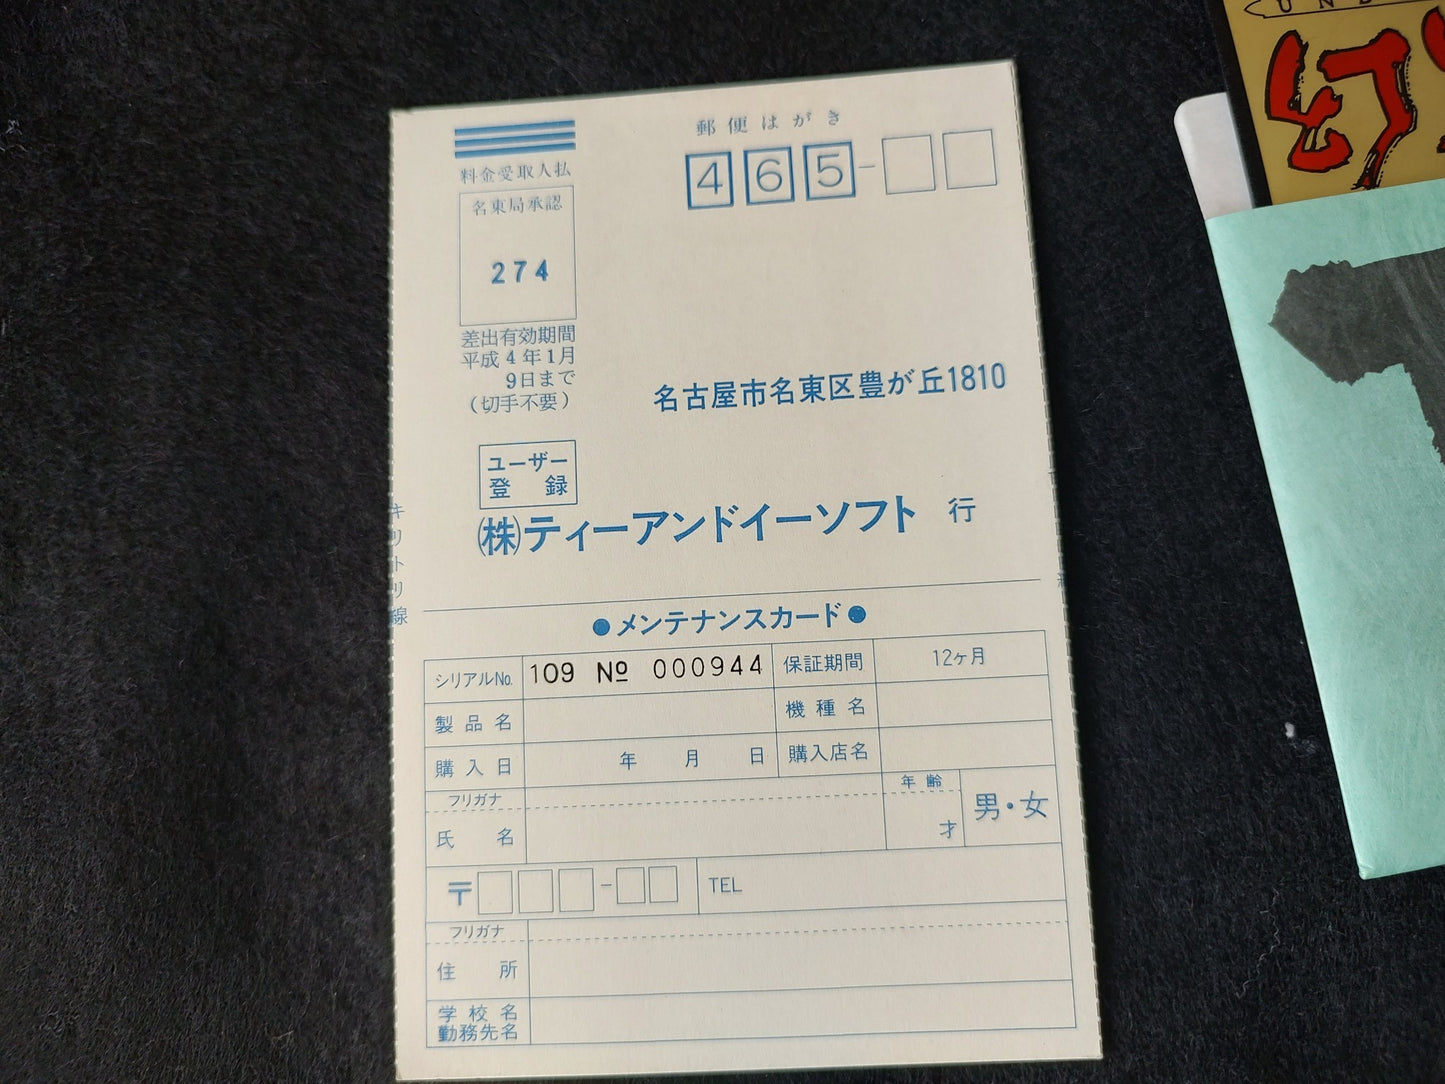 郵便はがき
料金受取人払
465-
名東局承認
274
差出有効期間
平成4年1月
9日まで
(切手不要)
名古屋市名東区豊が丘1810
ユーザー
登録
㈱ティーアンドイーソフト 行
キリトリ線
●メンテナンスカード●
シリアルNo. 109 No 000944 保証期間 12ヶ月
製品名 機種名
購入日 年 月 日 購入店名
フリガナ 年齢
氏名 才 男・女
〒 - TEL
フリガナ
住所
学校名
勤務先名
幻